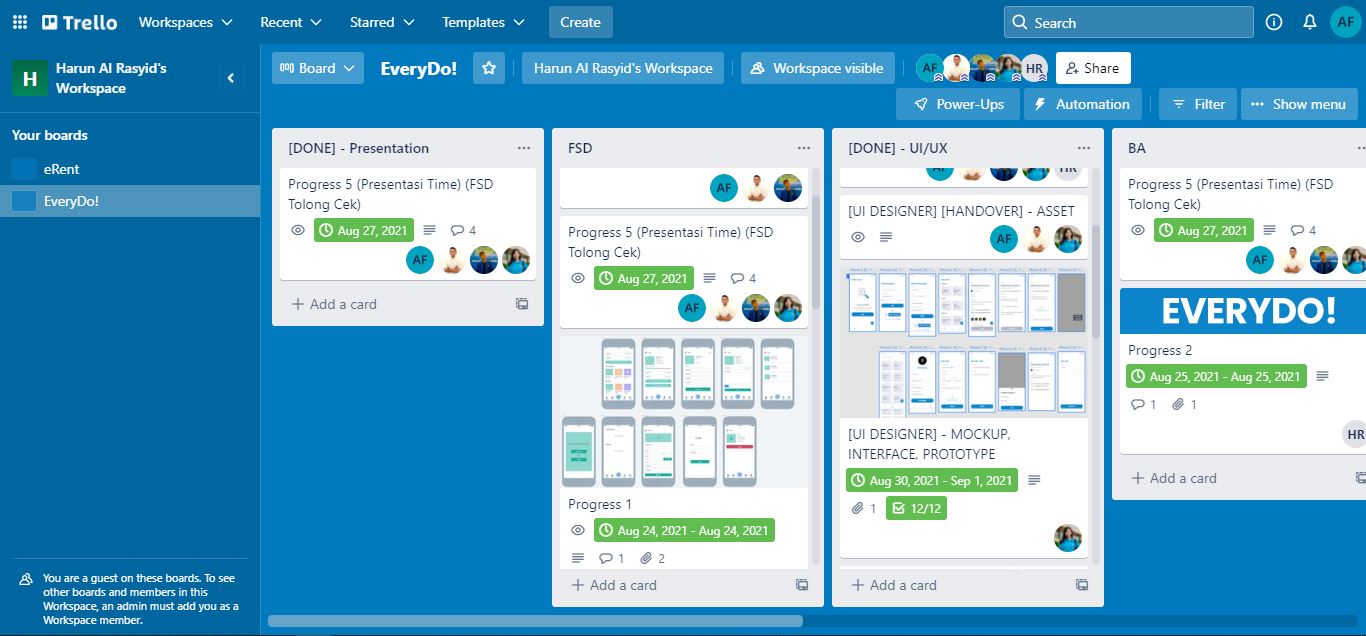 Trello Workspaces Recent Starred Templates Create Search AF
H Harun Al Rasyid's
Workspace
Your boards
eRent
EveryDo!
You are a guest on these boards. To see
other boards and members in this
Workspace, an admin must add you as a
Workspace member.
Board EveryDo! Harun Al Rasyid's Workspace Workspace visible AF HR Share
Power-Ups Automation Filter Show menu
[DONE] - Presentation
Progress 5 (Presentasi Time) (FSD
Tolong Cek)
Aug 27, 2021 4
AF
+ Add a card
FSD
AF
Progress 5 (Presentasi Time) (FSD
Tolong Cek)
Aug 27, 2021 4
AF
Progress 1
Aug 24, 2021 - Aug 24, 2021
1 2
+ Add a card
[DONE] - UI/UX
AF HR
[UI DESIGNER] [HANDOVER] - ASSET
AF
[UI DESIGNER] - MOCKUP,
INTERFACE, PROTOTYPE
Aug 30, 2021 - Sep 1, 2021
1 12/12
+ Add a card
BA
Progress 5 (Presentasi Time) (FSD
Tolong Cek)
Aug 27, 2021 4
AF
EVERYDO!
Progress 2
Aug 25, 2021 - Aug 25, 2021
1 1
HR
+ Add a card